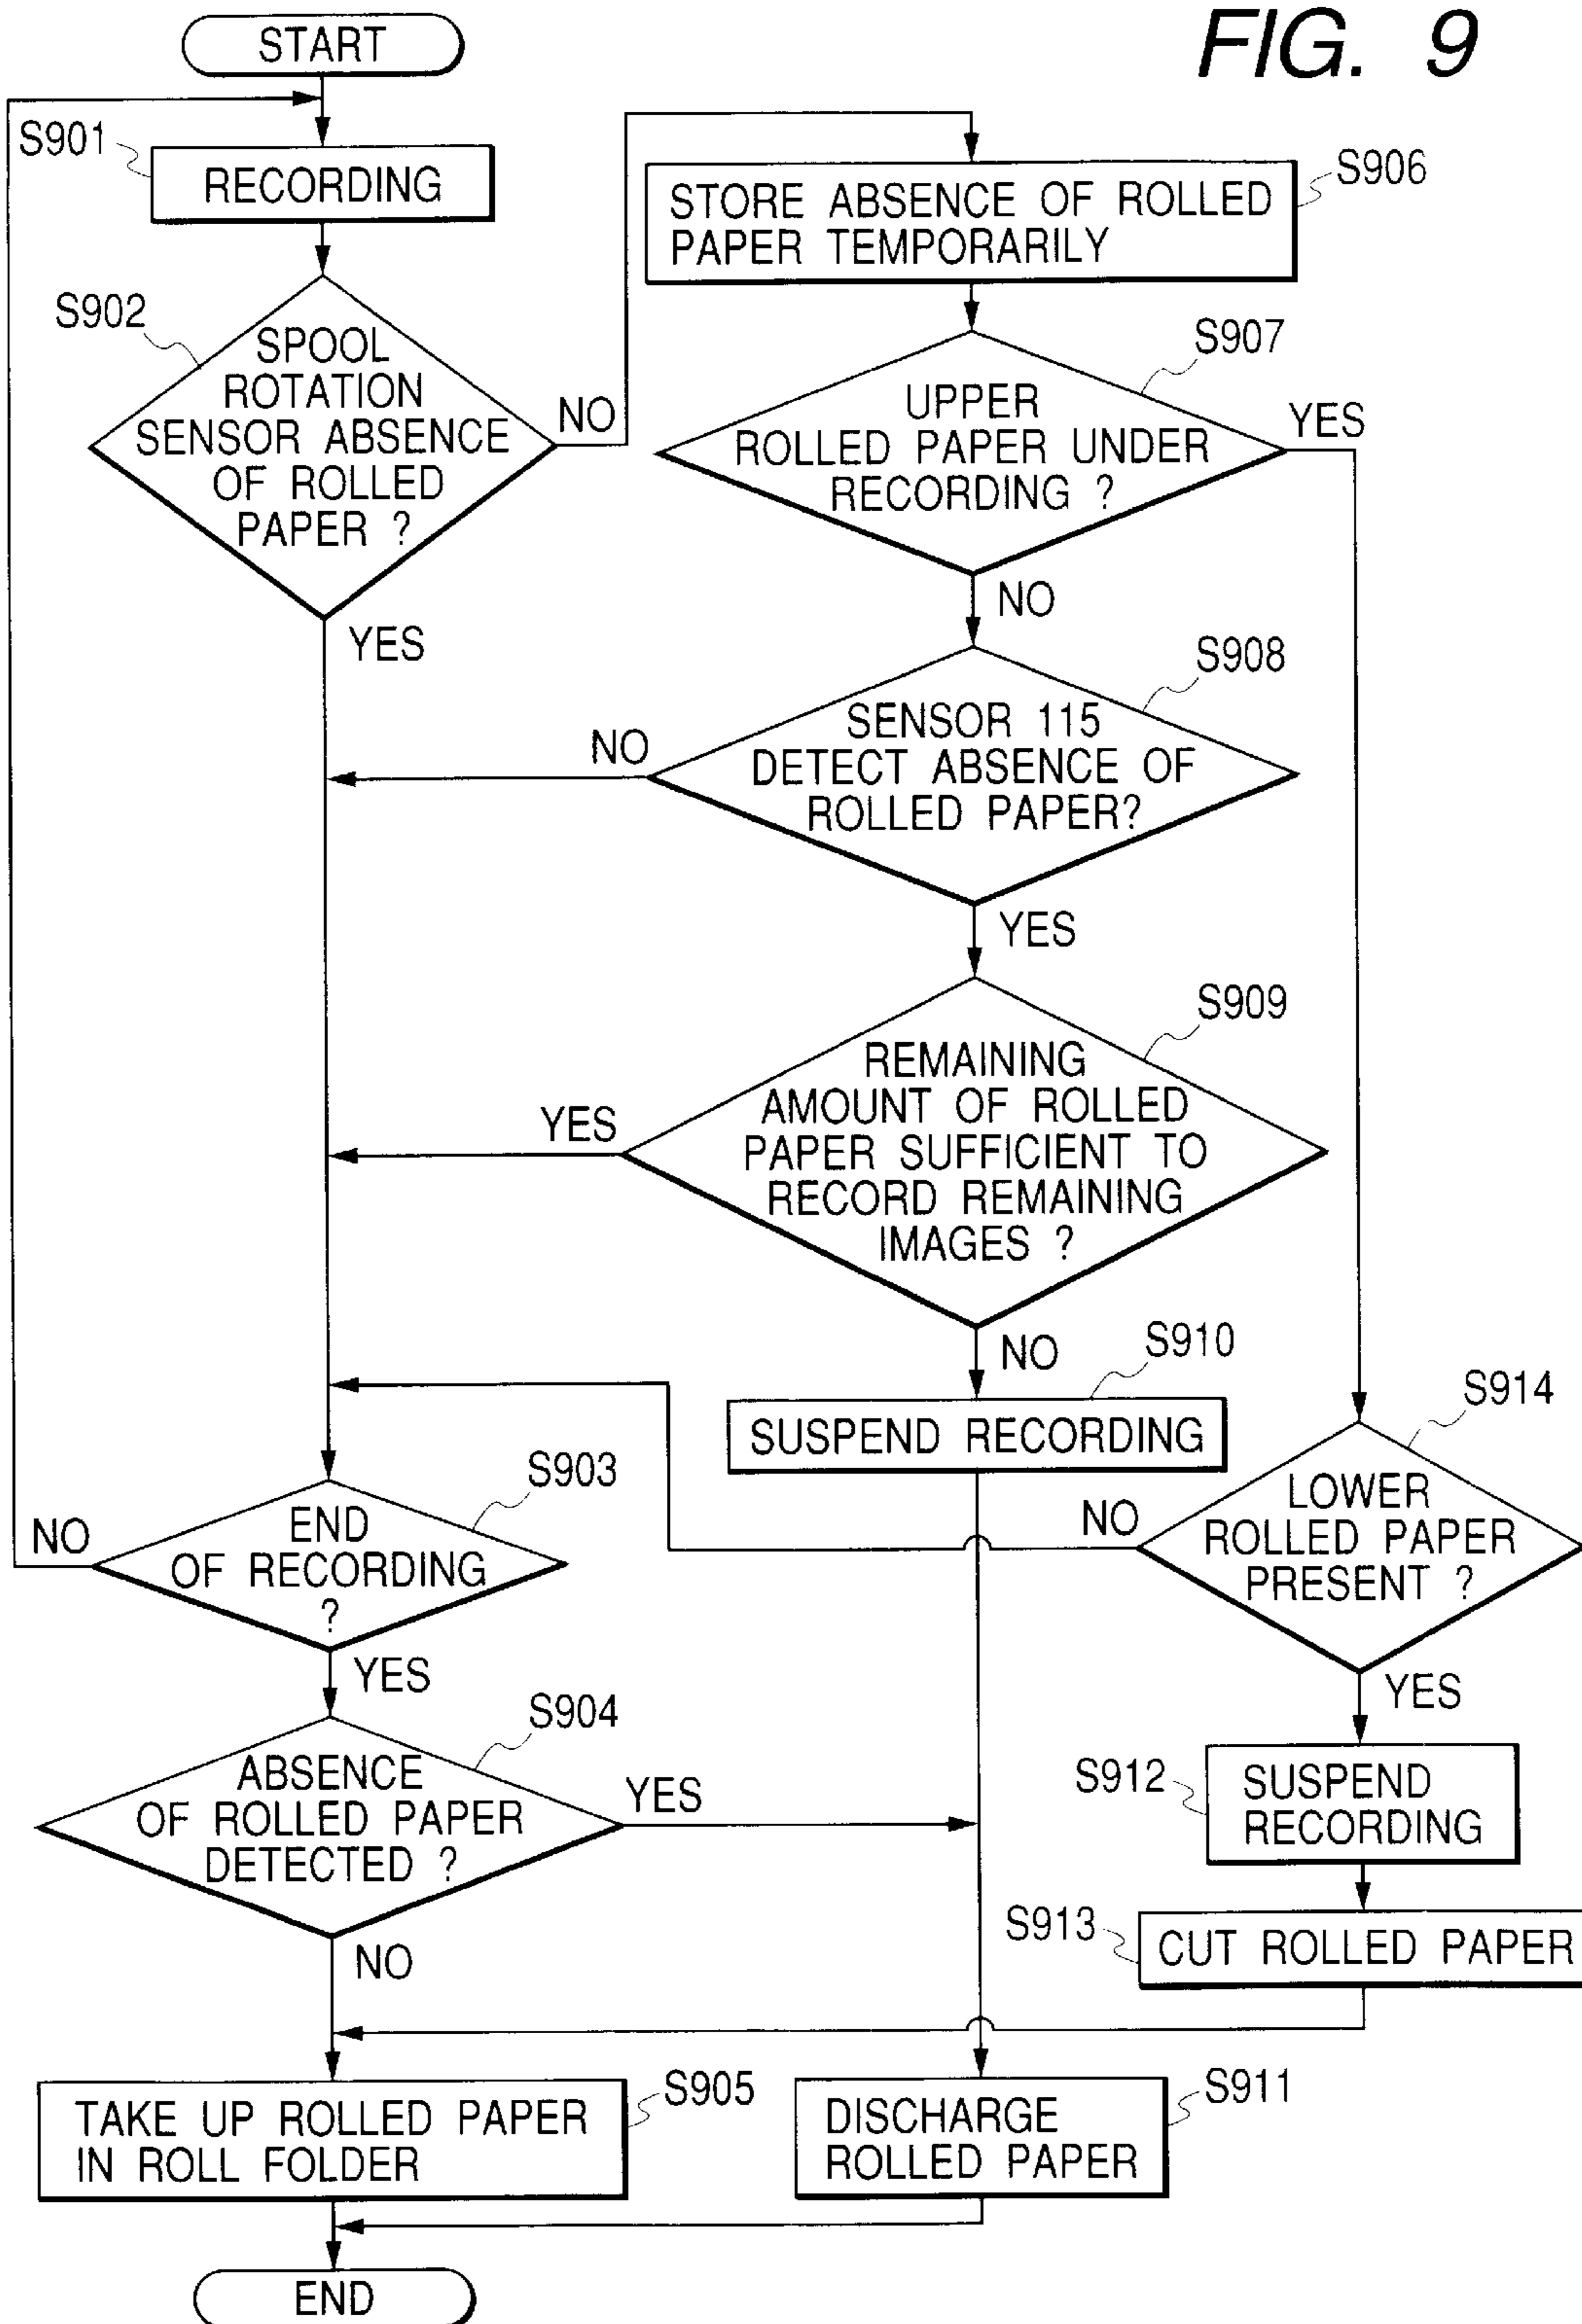 FIG. 9
START
S901
RECORDING
S902
SPOOL
ROTATION
SENSOR ABSENCE
OF ROLLED
PAPER ?
NO
YES
S906
STORE ABSENCE OF ROLLED
PAPER TEMPORARILY
S907
UPPER
ROLLED PAPER UNDER
RECORDING ?
YES
NO
S908
SENSOR 115
DETECT ABSENCE OF
ROLLED PAPER?
NO
YES
S909
REMAINING
AMOUNT OF ROLLED
PAPER SUFFICIENT TO
RECORD REMAINING
IMAGES ?
YES
NO
S910
SUSPEND RECORDING
S914
LOWER
ROLLED PAPER
PRESENT ?
NO
YES
S903
END
OF RECORDING
?
NO
YES
S904
ABSENCE
OF ROLLED PAPER
DETECTED ?
YES
NO
S912
SUSPEND
RECORDING
S913
CUT ROLLED PAPER
S905
TAKE UP ROLLED PAPER
IN ROLL FOLDER
S911
DISCHARGE
ROLLED PAPER
END